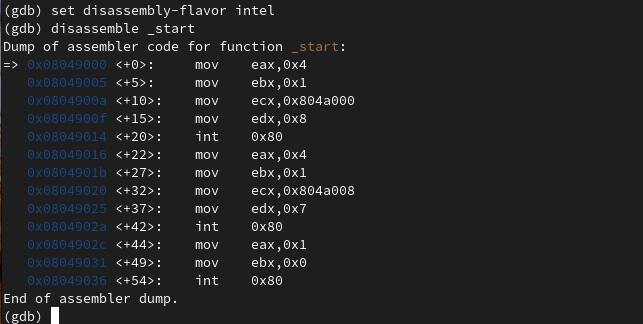 (gdb) set disassembly-flavor intel
(gdb) disassemble _start
Dump of assembler code for function _start:
=> 0x08049000 <+0>:     mov    eax,0x4
   0x08049005 <+5>:     mov    ebx,0x1
   0x0804900a <+10>:    mov    ecx,0x804a000
   0x0804900f <+15>:    mov    edx,0x8
   0x08049014 <+20>:    int    0x80
   0x08049016 <+22>:    mov    eax,0x4
   0x0804901b <+27>:    mov    ebx,0x1
   0x08049020 <+32>:    mov    ecx,0x804a008
   0x08049025 <+37>:    mov    edx,0x7
   0x0804902a <+42>:    int    0x80
   0x0804902c <+44>:    mov    eax,0x1
   0x08049031 <+49>:    mov    ebx,0x0
   0x08049036 <+54>:    int    0x80
End of assembler dump.
(gdb)